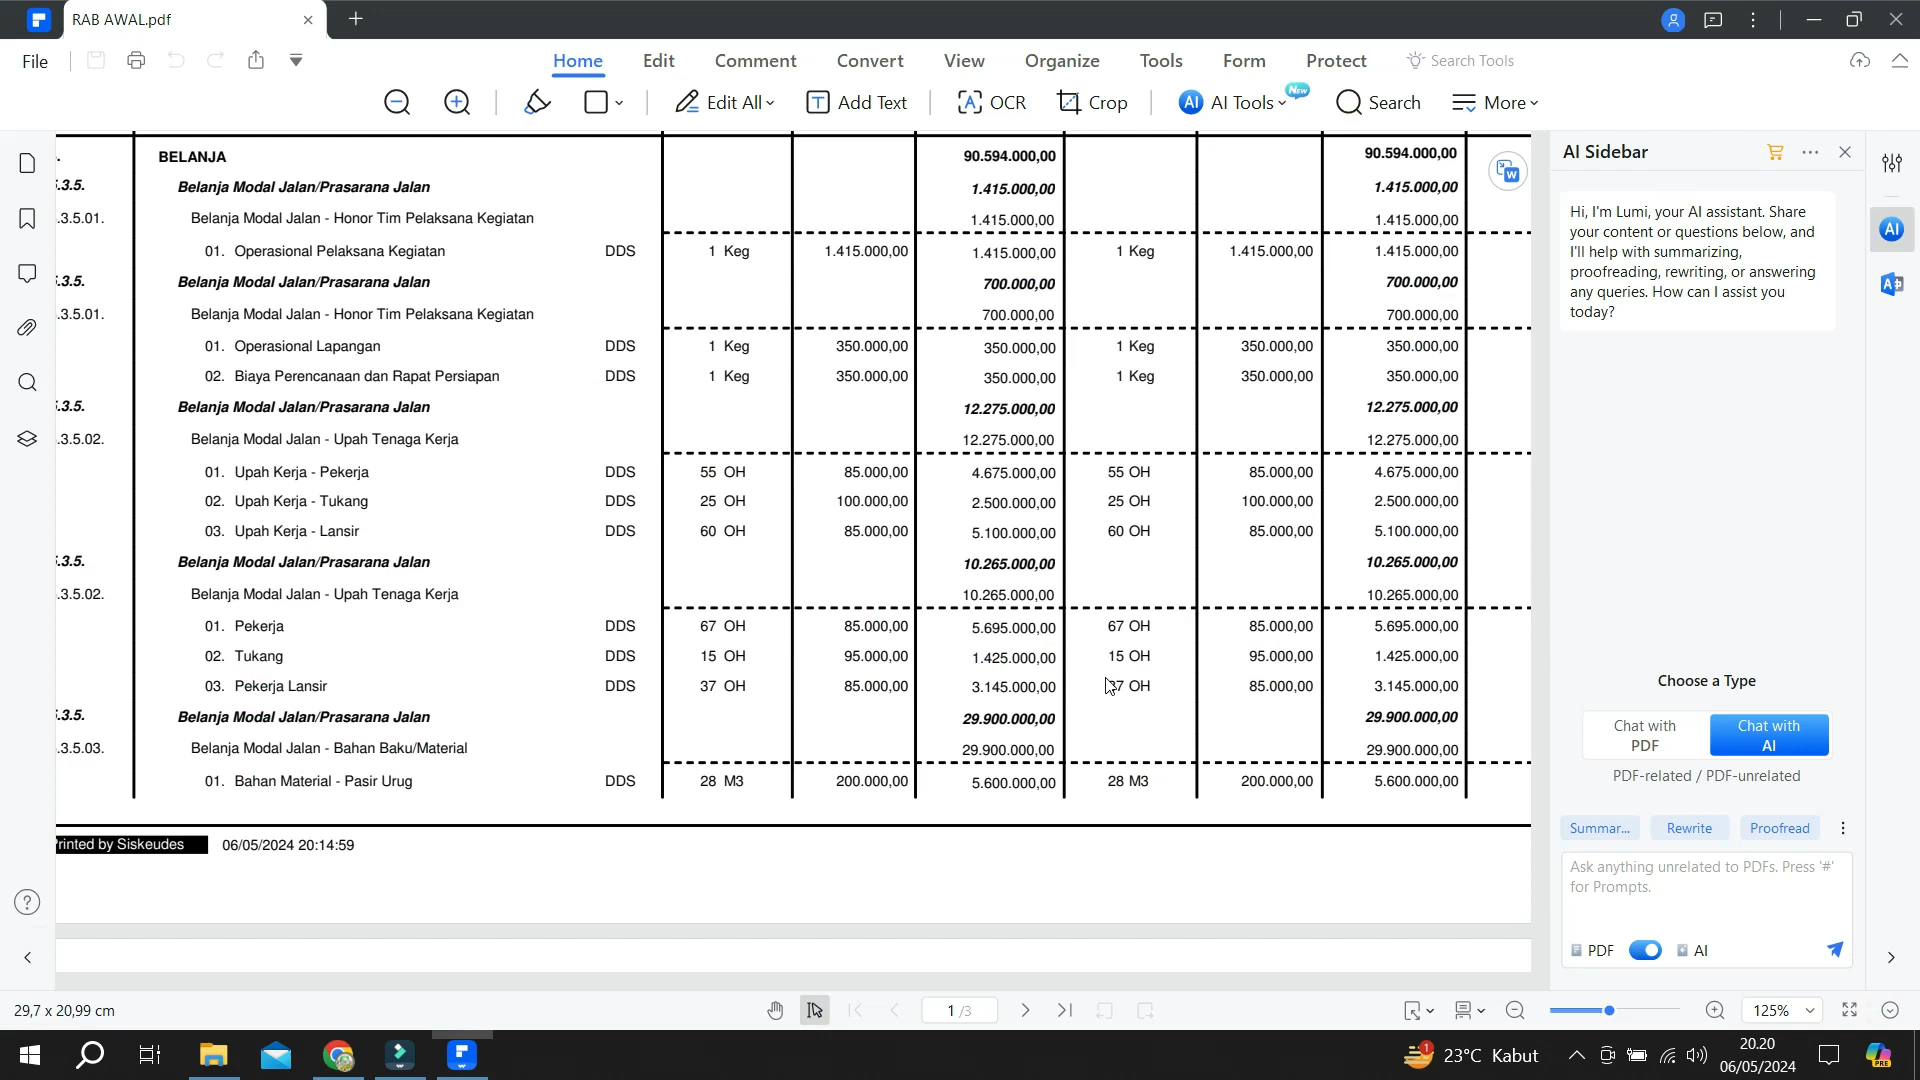 RAB AWAL.pdf
File
Home Edit Comment Convert View Organize Tools Form Protect Search Tools
Edit All Add Text OCR Crop AI AI Tools New Search More
. BELANJA 90.594.000,00 90.594.000,00
.3.5. Belanja Modal Jalan/Prasarana Jalan 1.415.000,00 1.415.000,00
.3.5.01. Belanja Modal Jalan - Honor Tim Pelaksana Kegiatan 1.415.000,00 1.415.000,00
01. Operasional Pelaksana Kegiatan DDS 1 Keg 1.415.000,00 1.415.000,00 1 Keg 1.415.000,00 1.415.000,00
.3.5. Belanja Modal Jalan/Prasarana Jalan 700.000,00 700.000,00
.3.5.01. Belanja Modal Jalan - Honor Tim Pelaksana Kegiatan 700.000,00 700.000,00
01. Operasional Lapangan DDS 1 Keg 350.000,00 350.000,00 1 Keg 350.000,00 350.000,00
02. Biaya Perencanaan dan Rapat Persiapan DDS 1 Keg 350.000,00 350.000,00 1 Keg 350.000,00 350.000,00
.3.5. Belanja Modal Jalan/Prasarana Jalan 12.275.000,00 12.275.000,00
.3.5.02. Belanja Modal Jalan - Upah Tenaga Kerja 12.275.000,00 12.275.000,00
01. Upah Kerja - Pekerja DDS 55 OH 85.000,00 4.675.000,00 55 OH 85.000,00 4.675.000,00
02. Upah Kerja - Tukang DDS 25 OH 100.000,00 2.500.000,00 25 OH 100.000,00 2.500.000,00
03. Upah Kerja - Lansir DDS 60 OH 85.000,00 5.100.000,00 60 OH 85.000,00 5.100.000,00
.3.5. Belanja Modal Jalan/Prasarana Jalan 10.265.000,00 10.265.000,00
.3.5.02. Belanja Modal Jalan - Upah Tenaga Kerja 10.265.000,00 10.265.000,00
01. Pekerja DDS 67 OH 85.000,00 5.695.000,00 67 OH 85.000,00 5.695.000,00
02. Tukang DDS 15 OH 95.000,00 1.425.000,00 15 OH 95.000,00 1.425.000,00
03. Pekerja Lansir DDS 37 OH 85.000,00 3.145.000,00 37 OH 85.000,00 3.145.000,00
.3.5. Belanja Modal Jalan/Prasarana Jalan 29.900.000,00 29.900.000,00
.3.5.03. Belanja Modal Jalan - Bahan Baku/Material 29.900.000,00 29.900.000,00
01. Bahan Material - Pasir Urug DDS 28 M3 200.000,00 5.600.000,00 28 M3 200.000,00 5.600.000,00
Printed by Siskeudes 06/05/2024 20:14:59
AI Sidebar
Hi, I'm Lumi, your AI assistant. Share
your content or questions below, and
I'll help with summarizing,
proofreading, rewriting, or answering
any queries. How can I assist you
today?
AI
Choose a Type
Chat with
PDF
Chat with
AI
PDF-related / PDF-unrelated
Summar... Rewrite Proofread
Ask anything unrelated to PDFs. Press '#'
for Prompts.
PDF AI
29,7 x 20,99 cm 1 /3 125%
1 23°C Kabut 20.20
06/05/2024
PRE